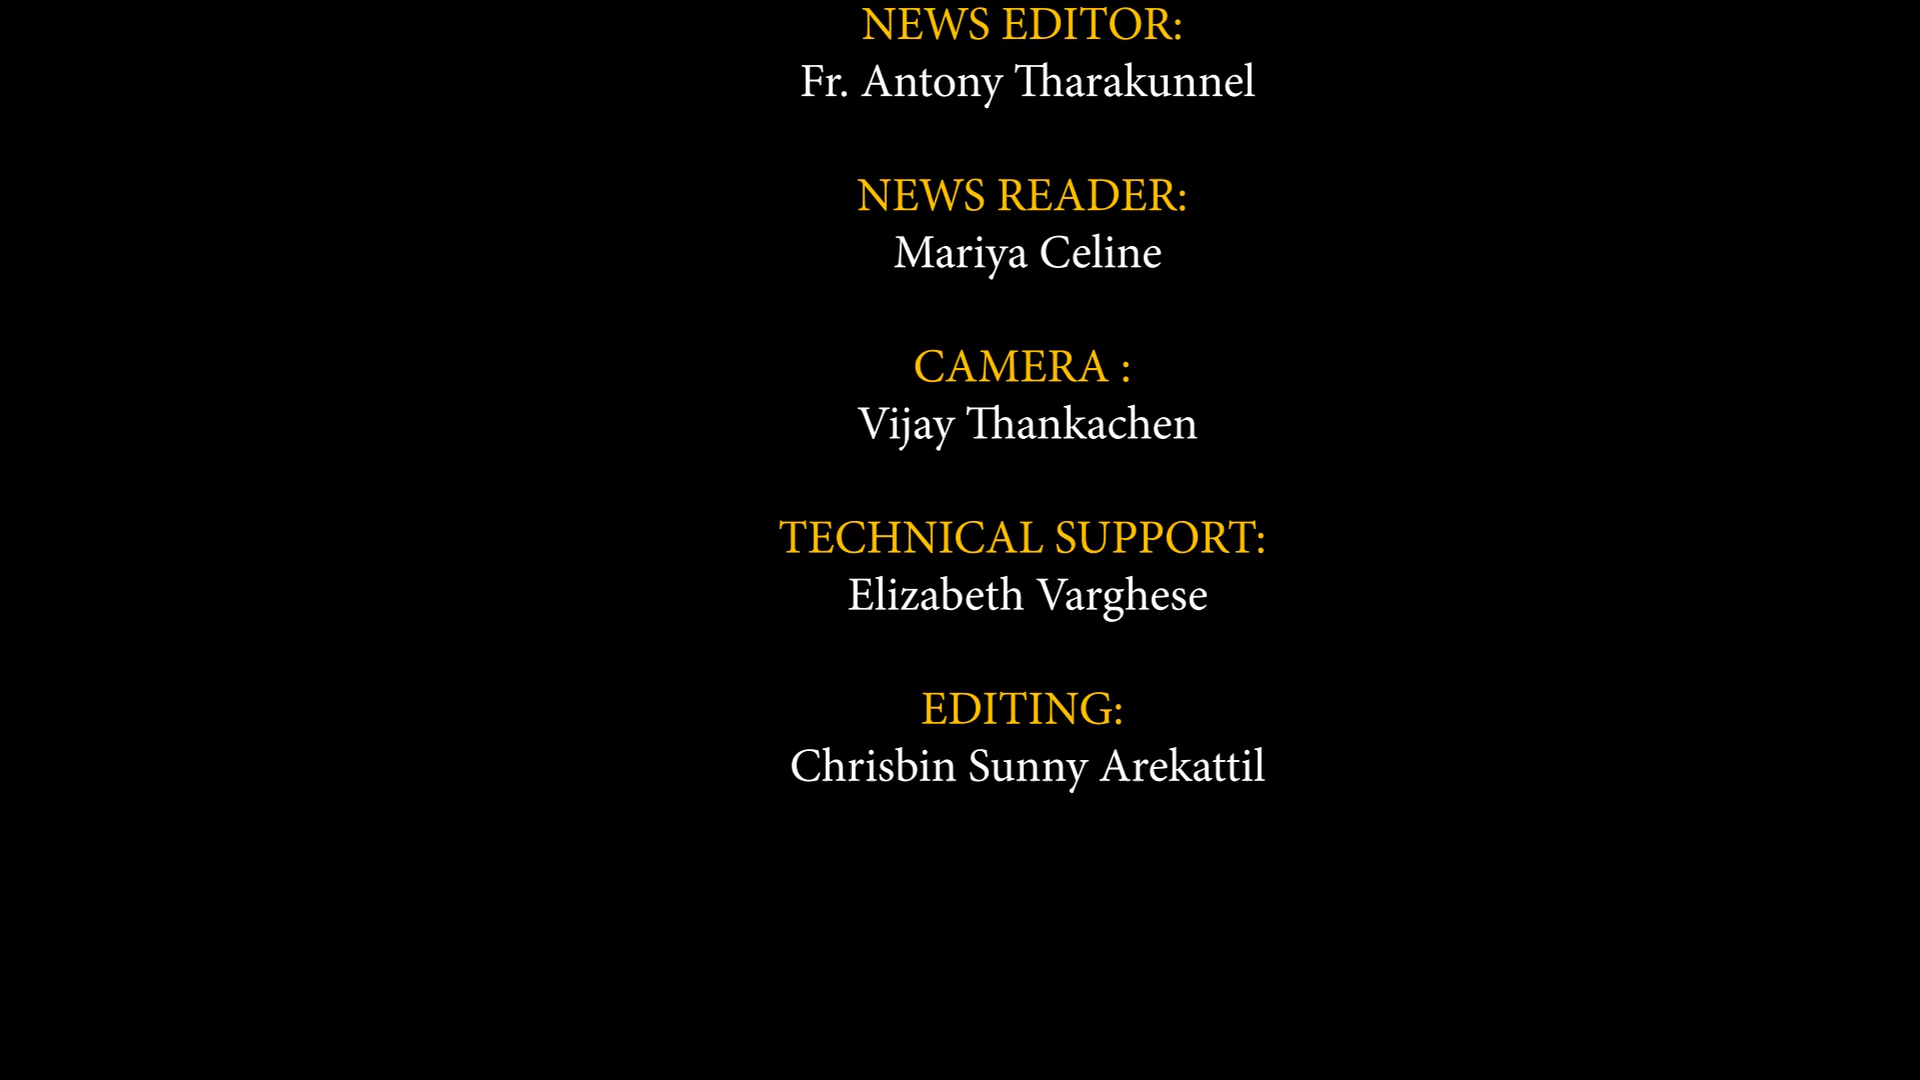 NEWS EDITOR:
Fr. Antony Tharakunnel
NEWS READER:
Mariya Celine
CAMERA :
Vijay Thankachen
TECHNICAL SUPPORT:
Elizabeth Varghese
EDITING:
Chrisbin Sunny Arekattil